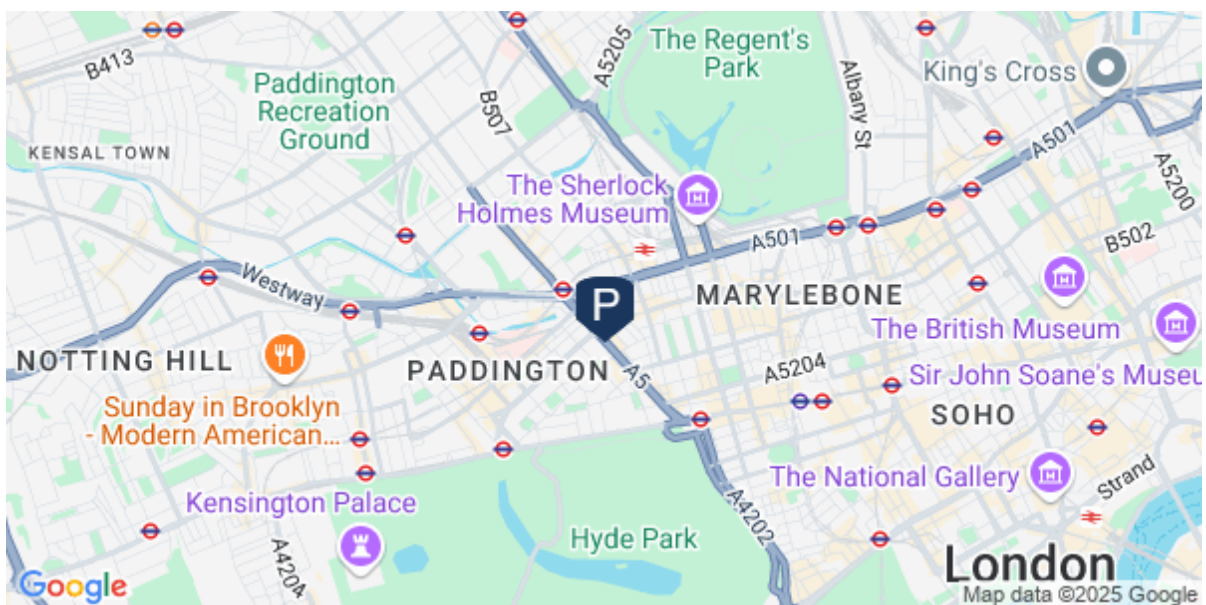 B413
A5205
The Regent's
Park
Albany St
King's Cross
Paddington
Recreation
Ground
B507
KENSAL TOWN
A501
A5200
The Sherlock
Holmes Museum
A501
B502
Westway
P
MARYLEBONE
The British Museum
NOTTING HILL
PADDINGTON
A5
A5204
Sir John Soane's Museu
SOHO
Sunday in Brooklyn
- Modern American...
The National Gallery
Strand
Kensington Palace
A4202
A4204
Hyde Park
London
Google
Map data ©2025 Google